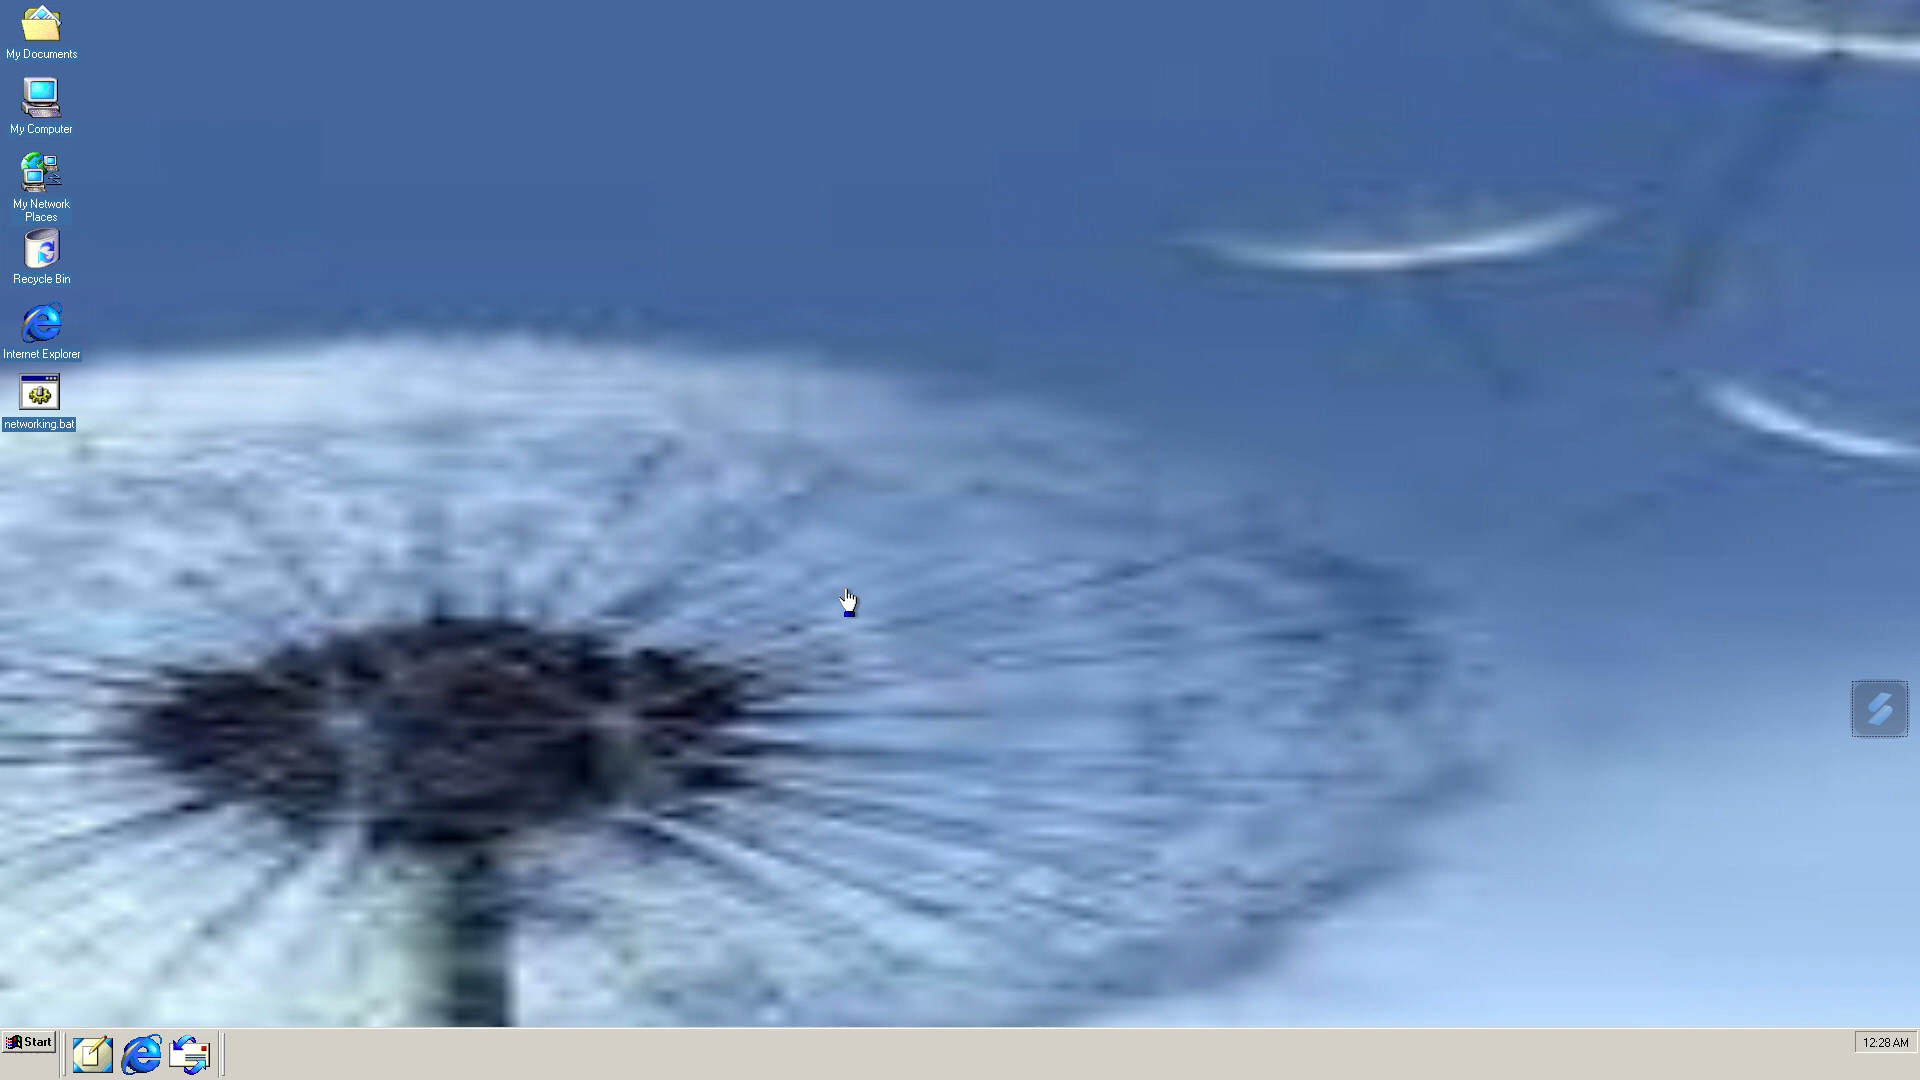 My Documents
My Computer
My Network
Places
Recycle Bin
Internet Explorer
networking.bat
Start
12:28 AM